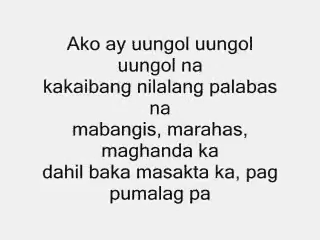 Ako ay uungol uungol
uungol na
kakaibang nilalang palabas
na
mabangis, marahas,
maghanda ka
dahil baka masakta ka, pag
pumalag pa